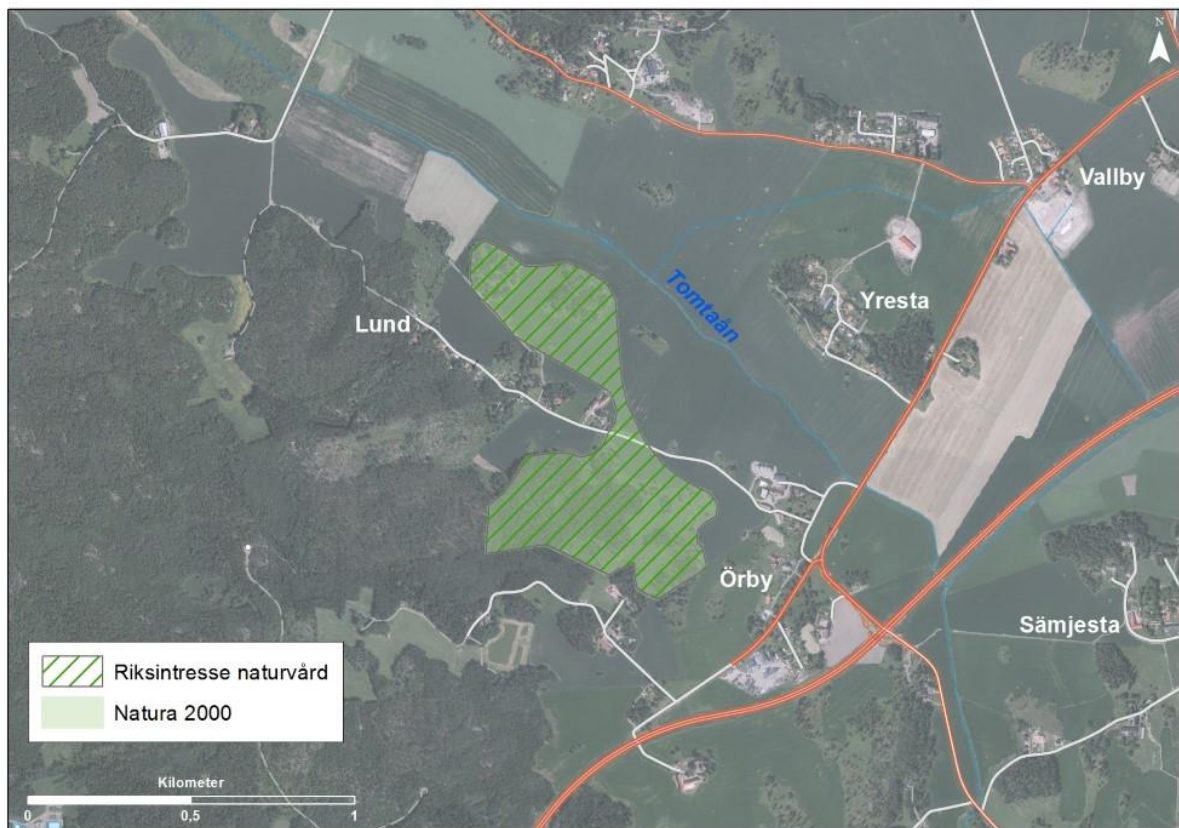 N
Vallby
Yresta
Tomtaån
Lund
Örby
Sämjesta
Riksintresse naturvård
Natura 2000
Kilometer
0 0,5 1